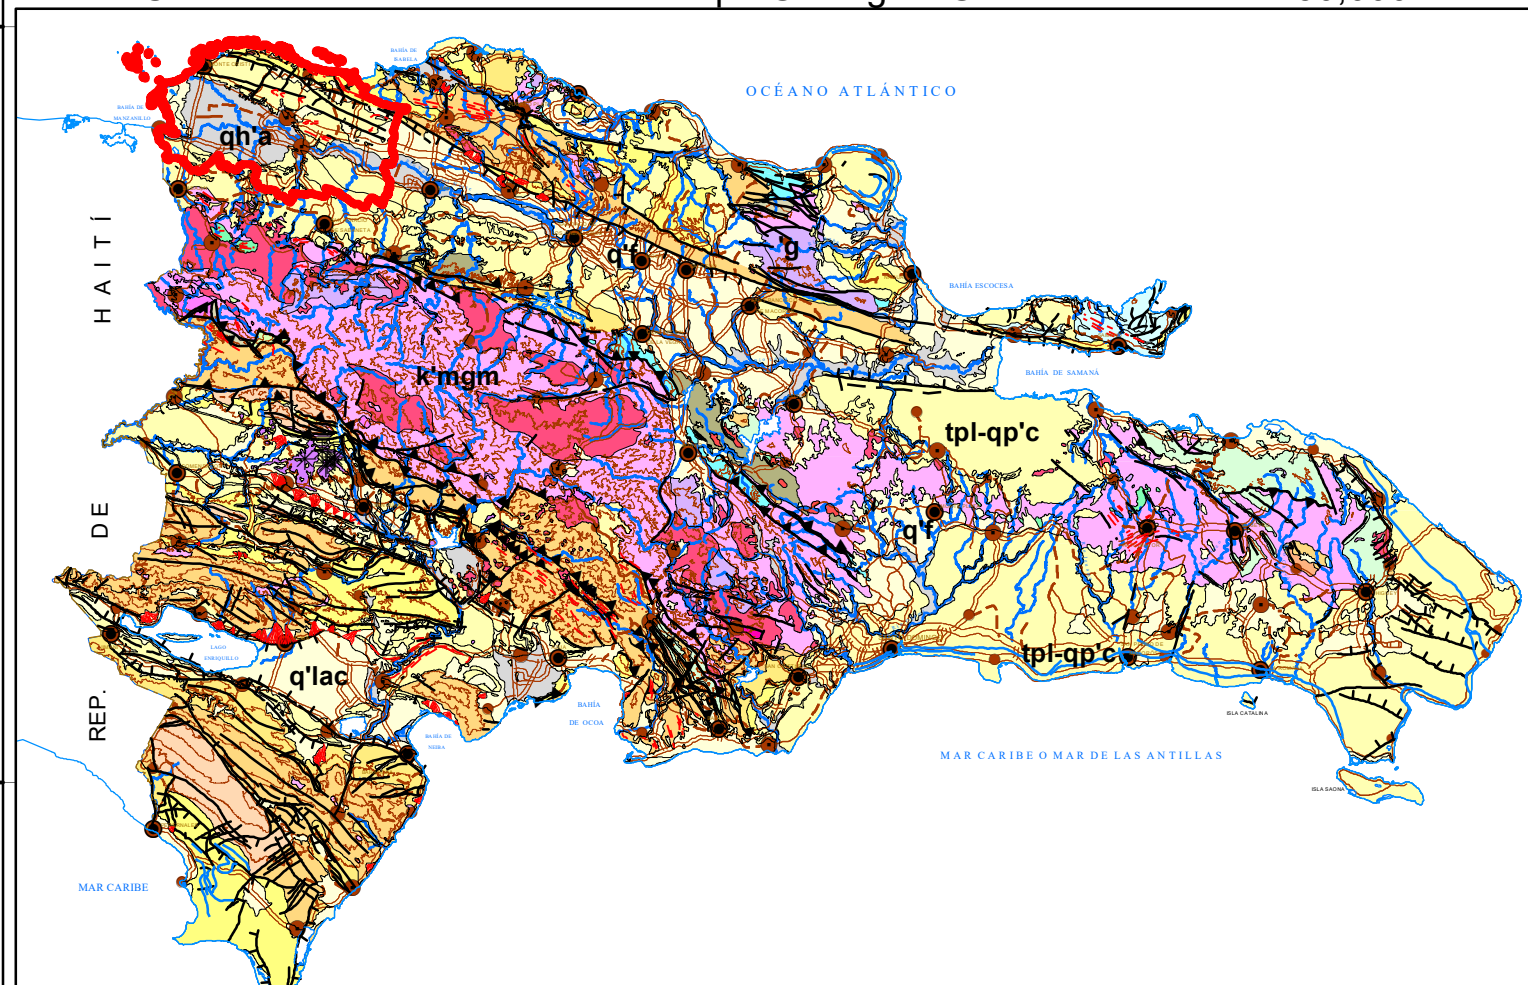 BAHÍA DE
ISABELA
OCÉANO ATLÁNTICO
BAHÍA DE
MANZANILLO
qh'a
HAITÍ
q'f
'g
BAHÍA ESCOCESA
BAHÍA DE SAMANÁ
k'mgm
tpl-qp'c
DE
q'f
LAGO
ENRIQUILLO
tpl-qp'c
q'lac
REP.
BAHÍA
DE OCOA
BAHÍA DE
NEIBA
ISLA CATALINA
MAR CARIBE O MAR DE LAS ANTILLAS
ISLA SAONA
MAR CARIBE